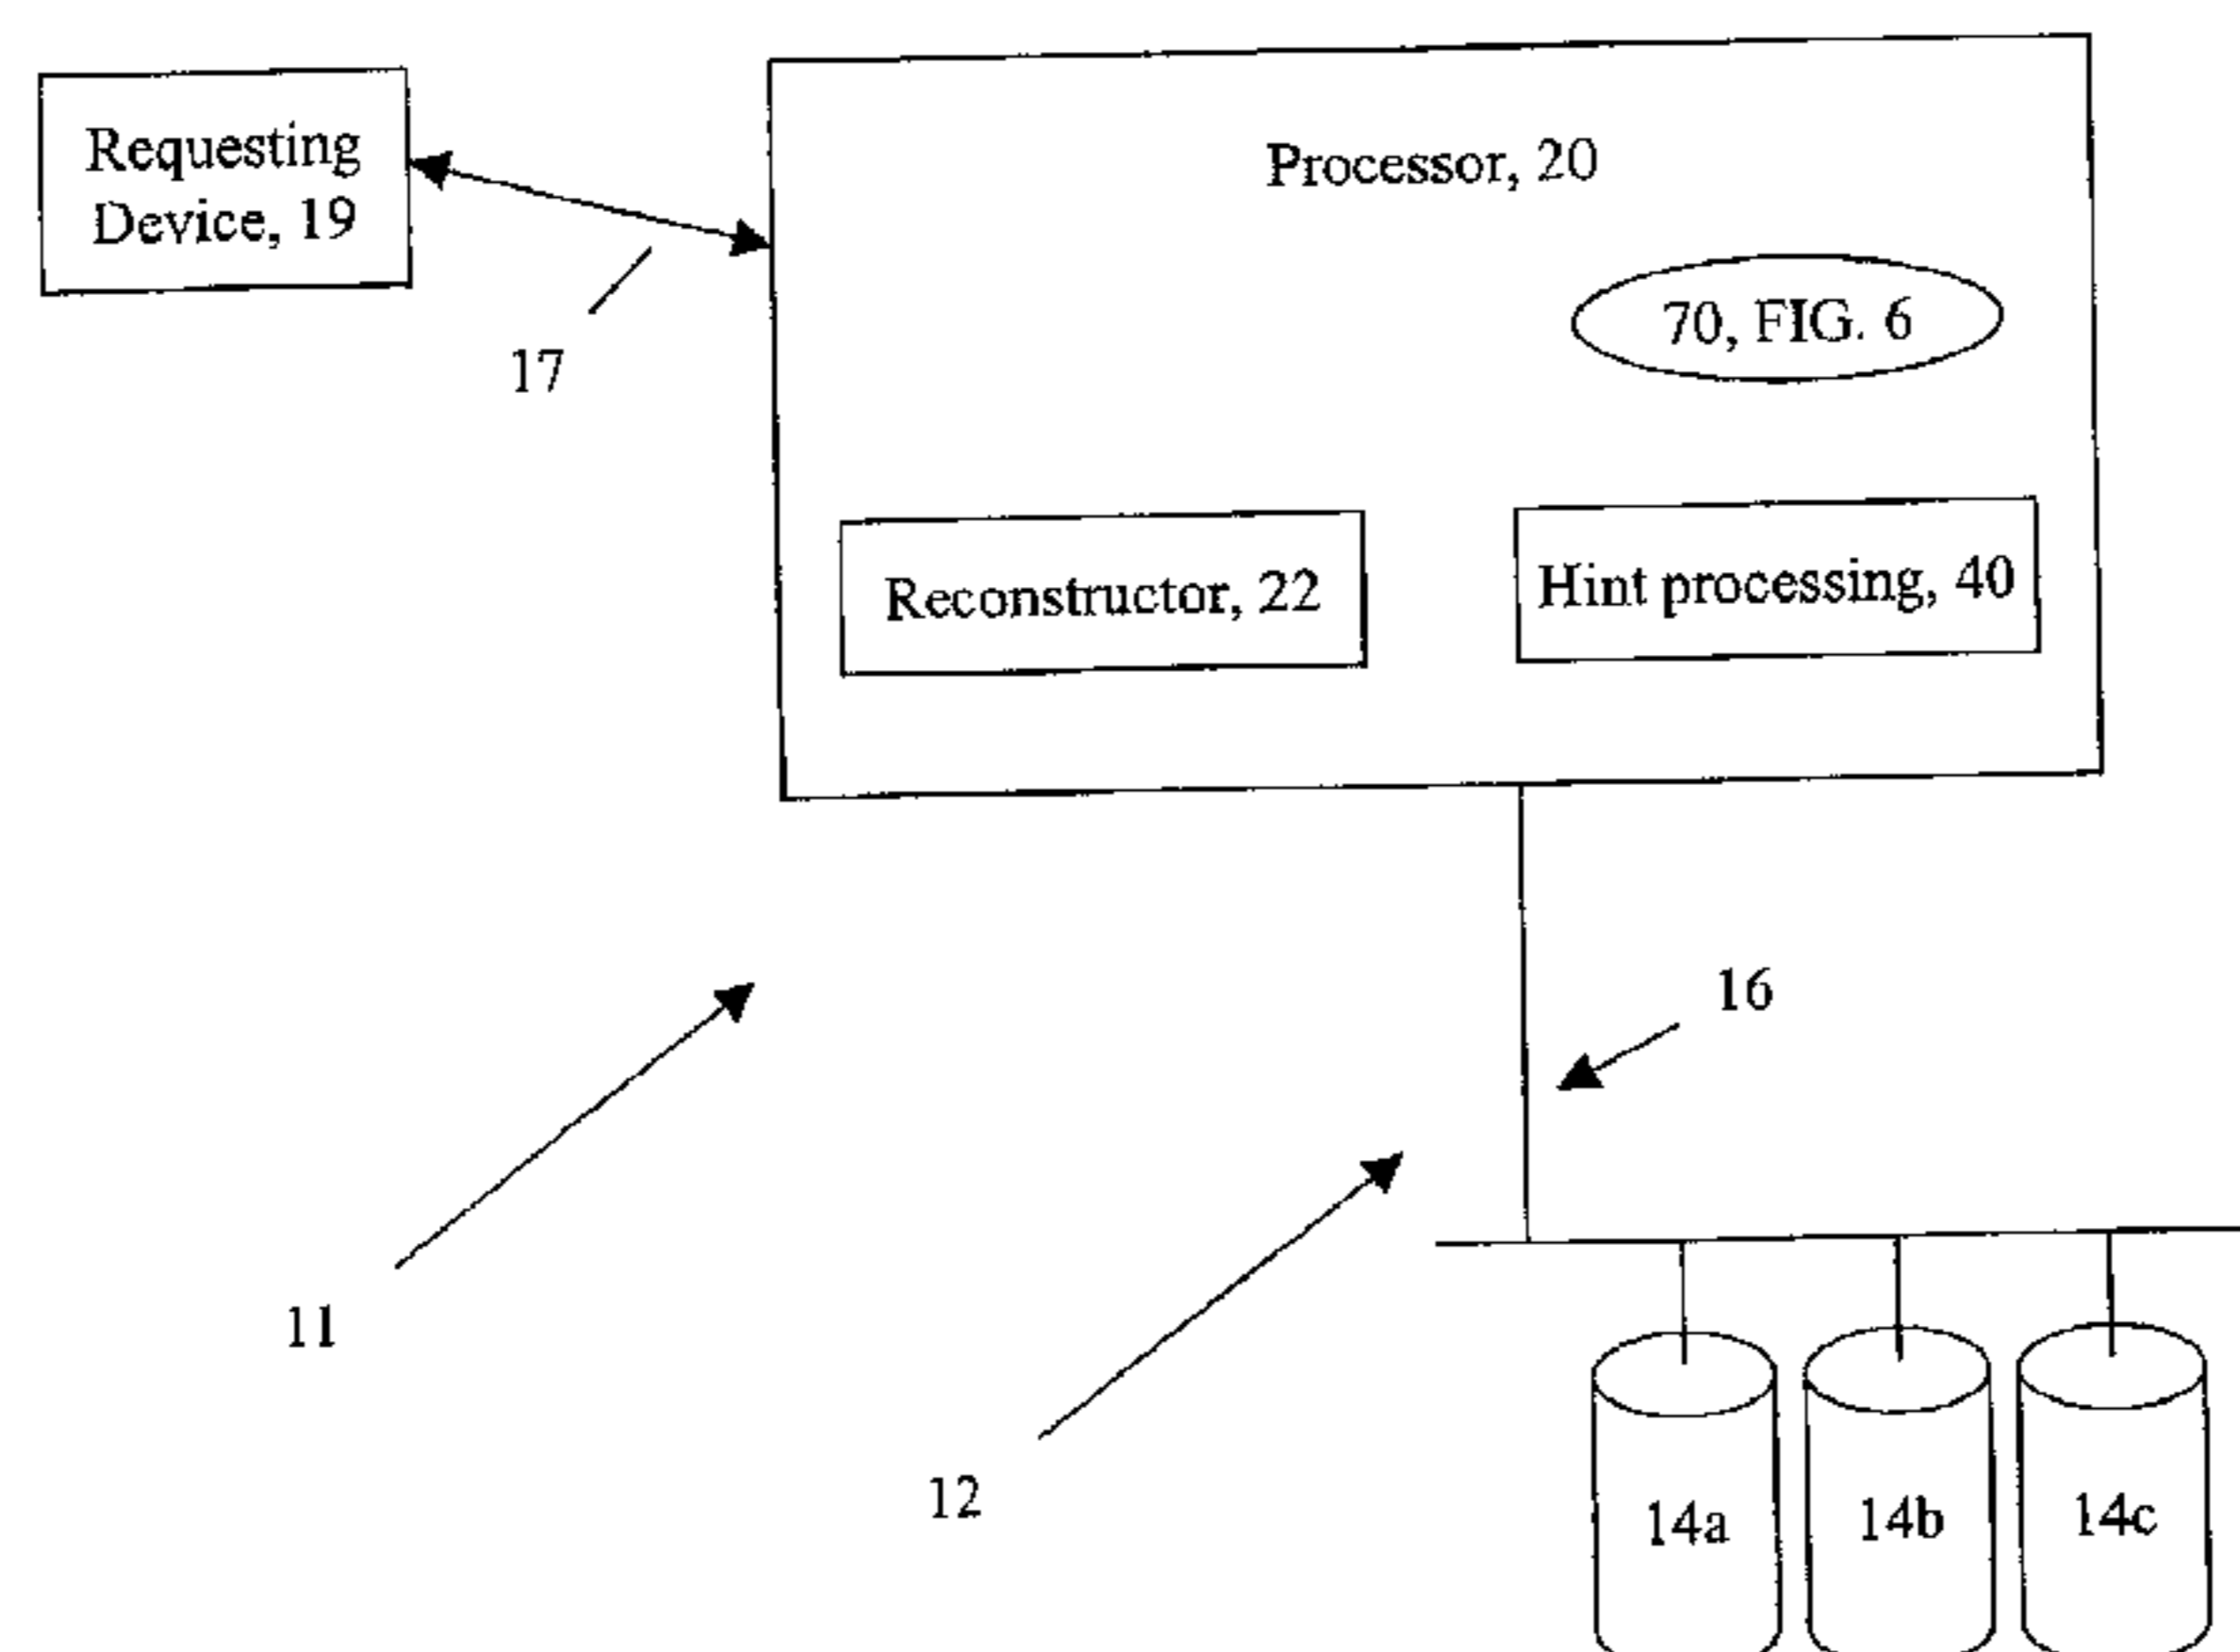 Requesting
Device, 19
Processor, 20
17
70, FIG. 6
Reconstructor, 22
Hint processing, 40
16
11
12
14a
14b
14c